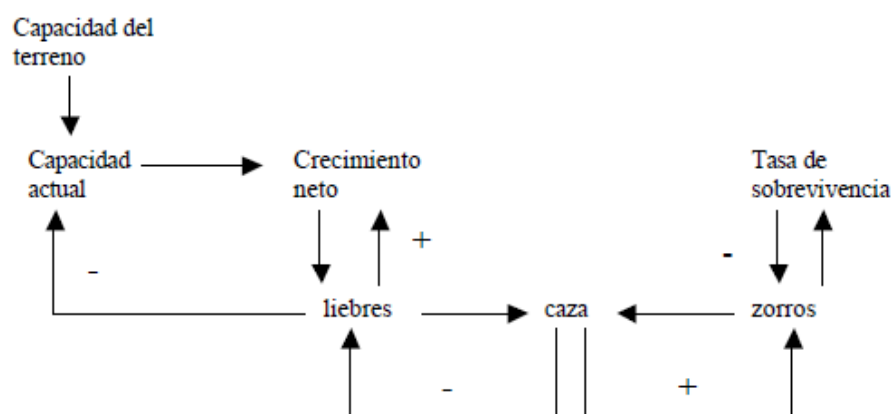 Capacidad del
terreno
Capacidad
actual
Crecimiento
neto
Tasa de
sobrevivencia
+
-
-
liebres
caza
zorros
-
+